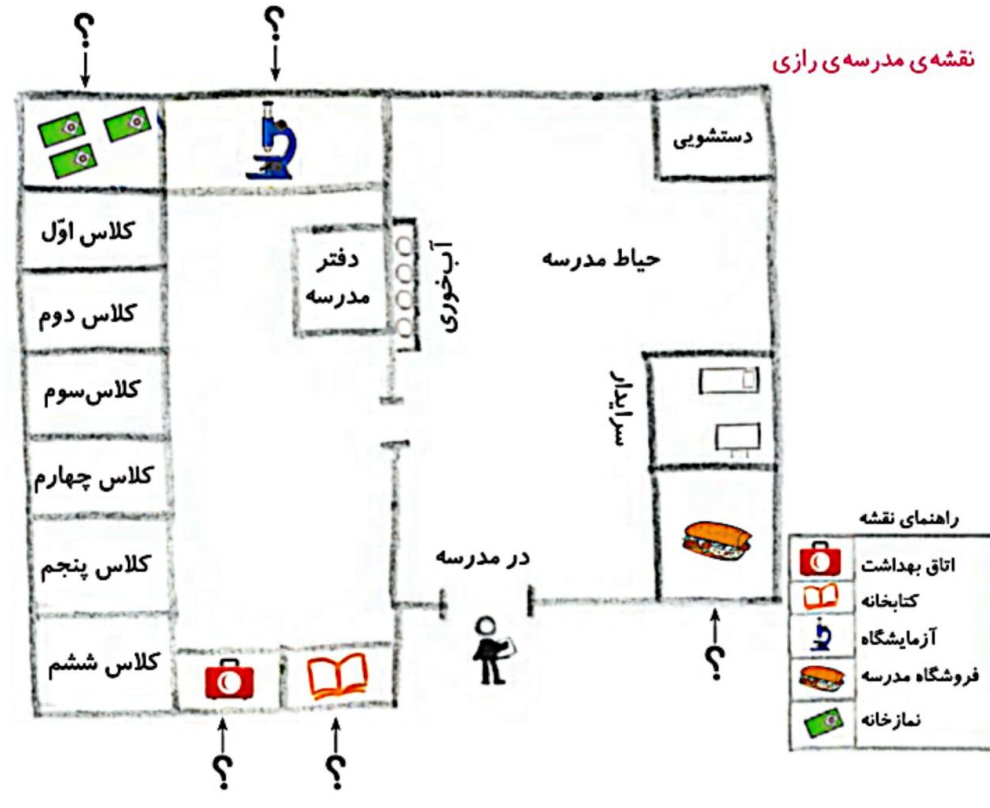 نقشه‌ی مدرسه‌ی رازی
؟
؟
دستشویی
کلاس اوّل
دفتر
مدرسه
آب‌خوری
حیاط مدرسه
کلاس دوم
کلاس‌سوم
سرایدار
کلاس چهارم
کلاس پنجم
در مدرسه
کلاس ششم
؟
؟
؟
راهنمای نقشه
اتاق بهداشت
کتابخانه
آزمایشگاه
فروشگاه مدرسه
نمازخانه